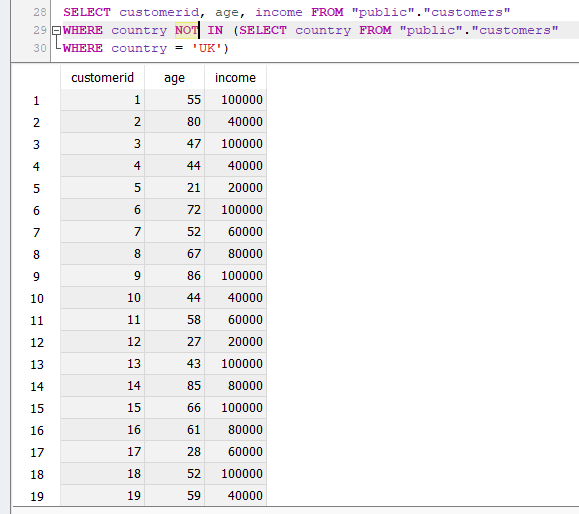 28 SELECT customerid, age, income FROM "public"."customers"
29 WHERE country NOT IN (SELECT country FROM "public"."customers"
30 WHERE country = 'UK')
customerid age income
1 1 55 100000
2 2 80 40000
3 3 47 100000
4 4 44 40000
5 5 21 20000
6 6 72 100000
7 7 52 60000
8 8 67 80000
9 9 86 100000
10 10 44 40000
11 11 58 60000
12 12 27 20000
13 13 43 100000
14 14 85 80000
15 15 66 100000
16 16 61 80000
17 17 28 60000
18 18 52 100000
19 19 59 40000